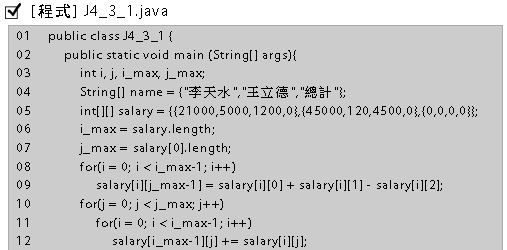 [程式] J4_3_1.java
01 public class J4_3_1 {
02 public static void main (String[] args){
03 int i, j, i_max, j_max;
04 String[] name = {"李天水","王立德","總計"};
05 int[][] salary = {{21000,5000,1200,0},{45000,120,4500,0},{0,0,0,0}};
06 i_max = salary.length;
07 j_max = salary[0].length;
08 for(i = 0; i < i_max-1; i++)
09 salary[i][j_max-1] = salary[i][0] + salary[i][1] - salary[i][2];
10 for(j = 0; j < j_max; j++)
11 for(i = 0; i < i_max-1; i++)
12 salary[i_max-1][j] += salary[i][j];